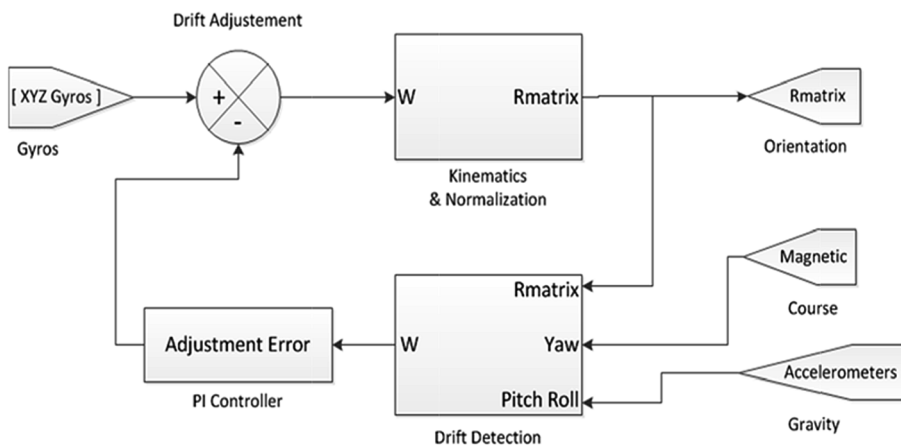 Drift Adjustement
[ XYZ Gyros ]
Gyros
+
-
W
Rmatrix
Kinematics
& Normalization
Rmatrix
Orientation
Magnetic
Course
Rmatrix
W
Yaw
Pitch Roll
Drift Detection
Adjustment Error
PI Controller
Accelerometers
Gravity